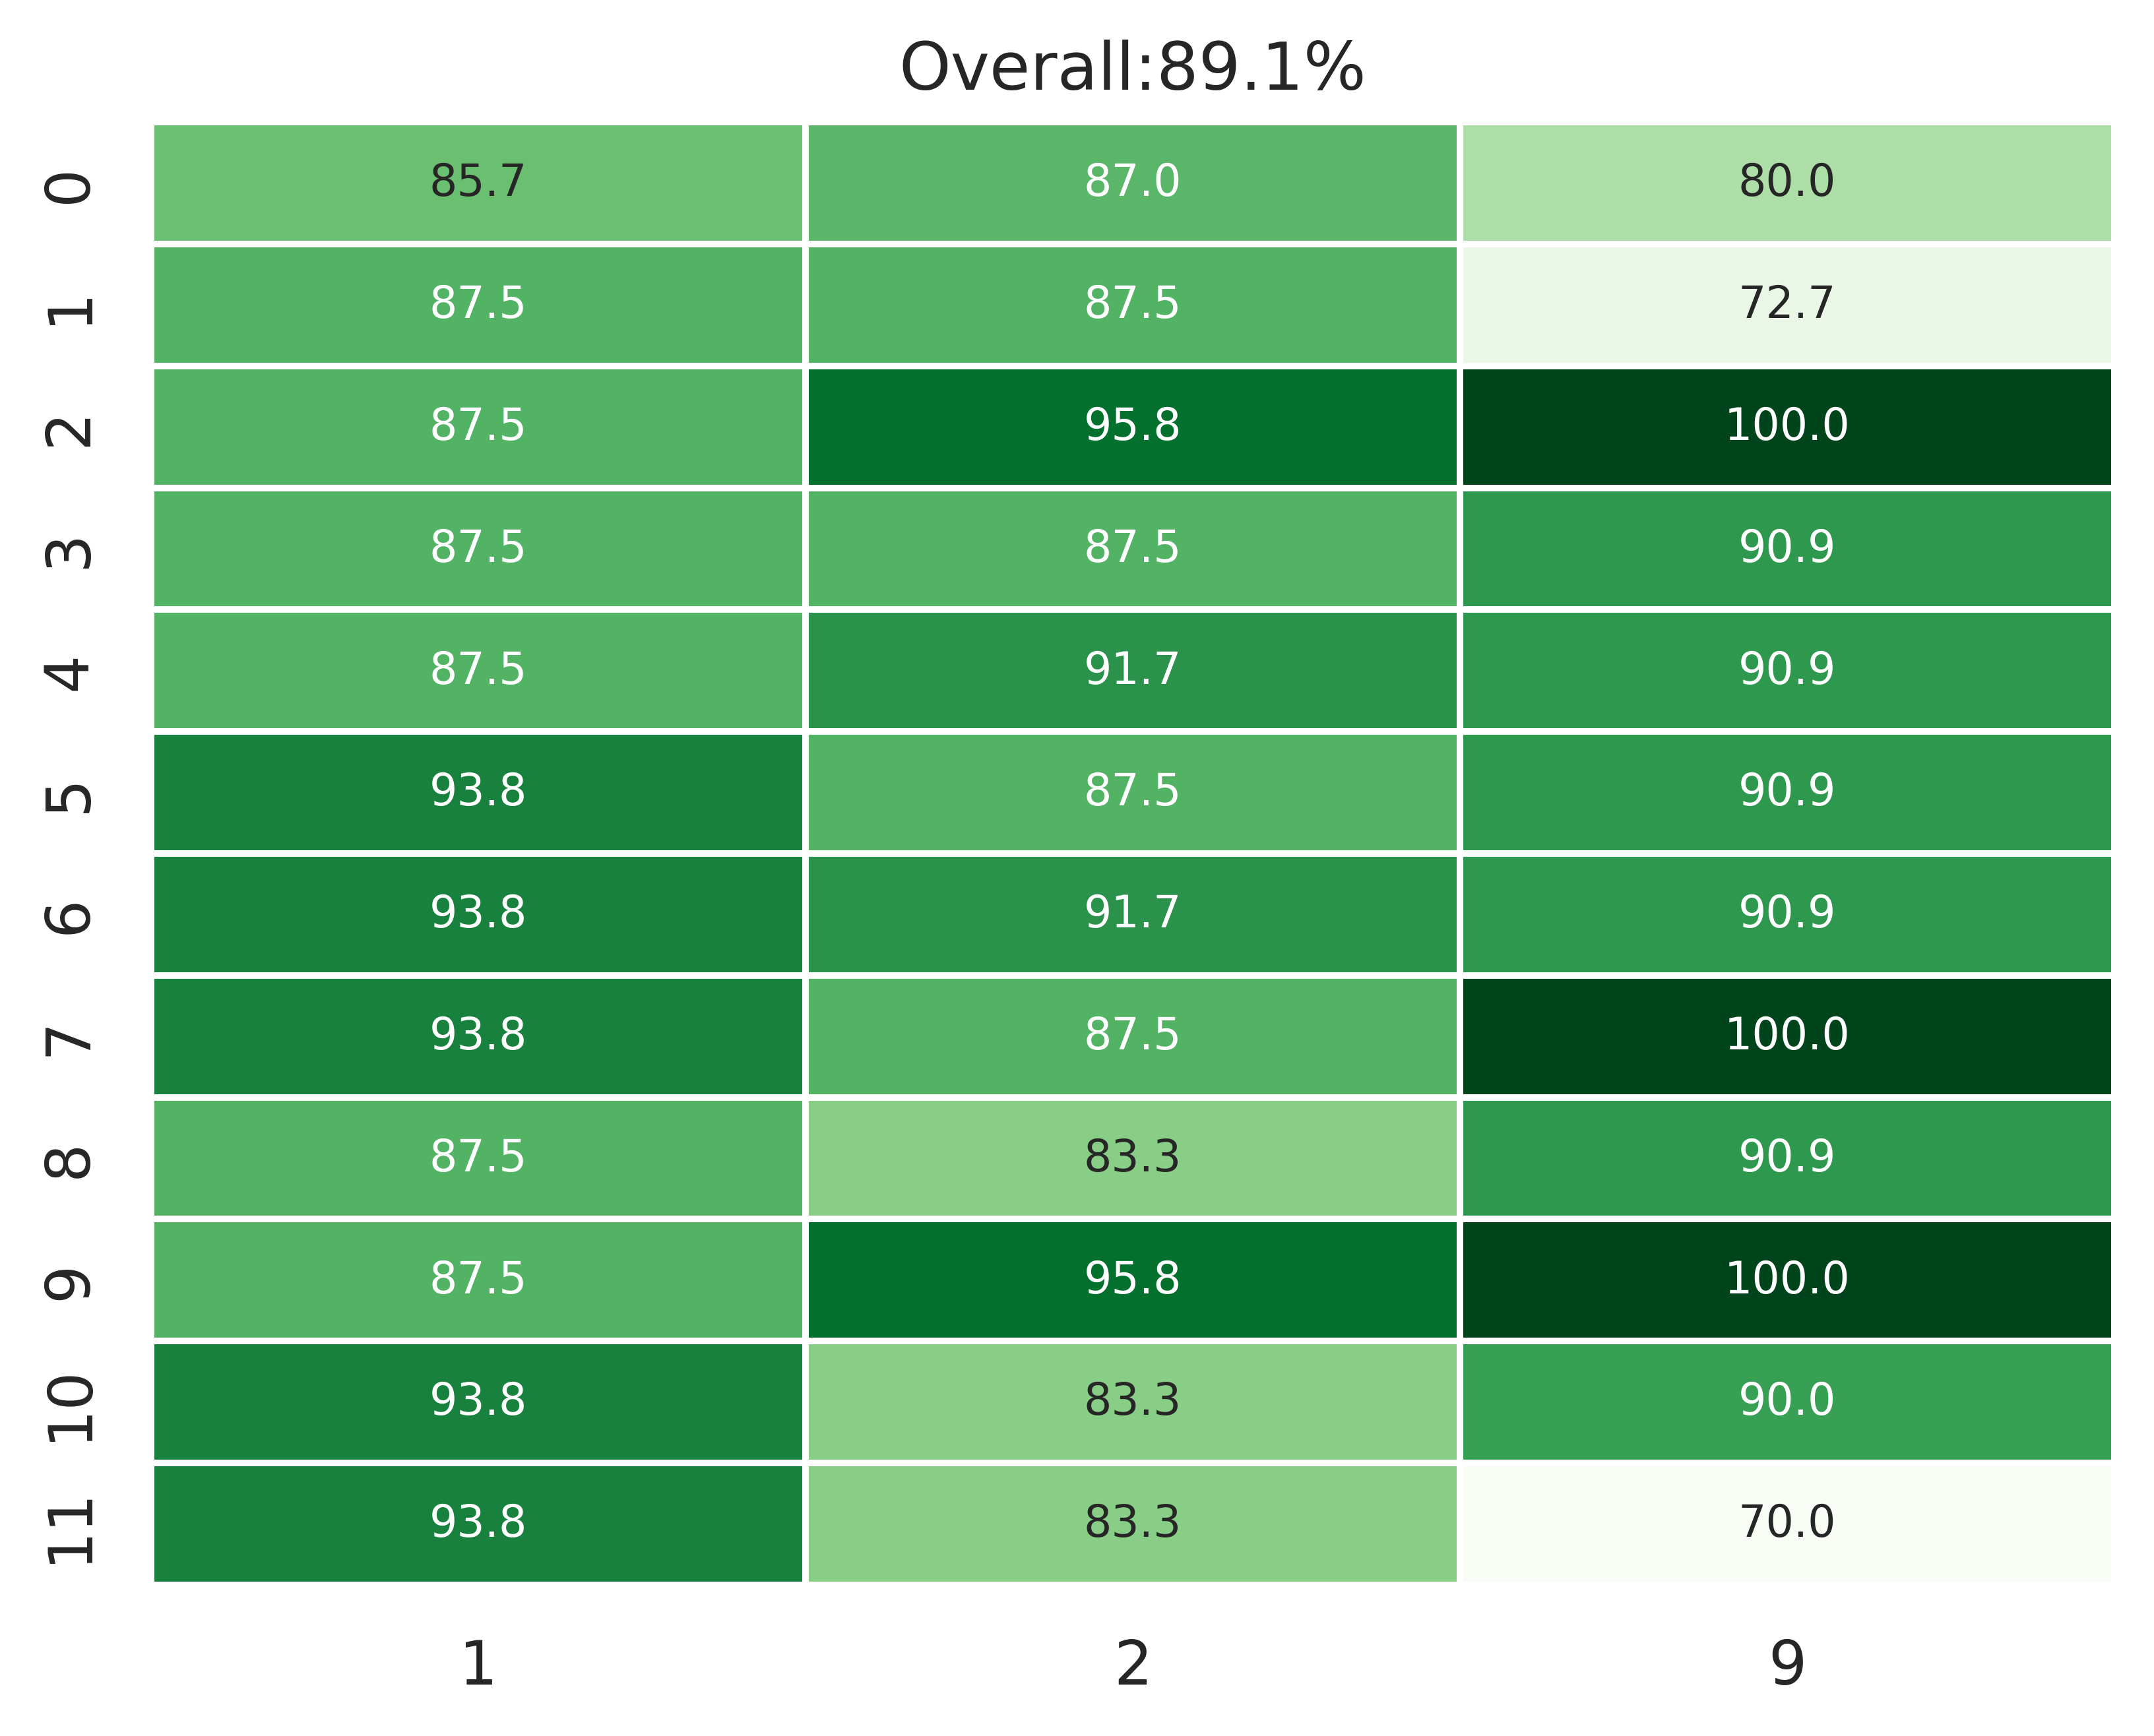 Overall:89.1%
0 85.7 87.0 80.0
1 87.5 87.5 72.7
2 87.5 95.8 100.0
3 87.5 87.5 90.9
4 87.5 91.7 90.9
5 93.8 87.5 90.9
6 93.8 91.7 90.9
7 93.8 87.5 100.0
8 87.5 83.3 90.9
9 87.5 95.8 100.0
10 93.8 83.3 90.0
11 93.8 83.3 70.0
1 2 9